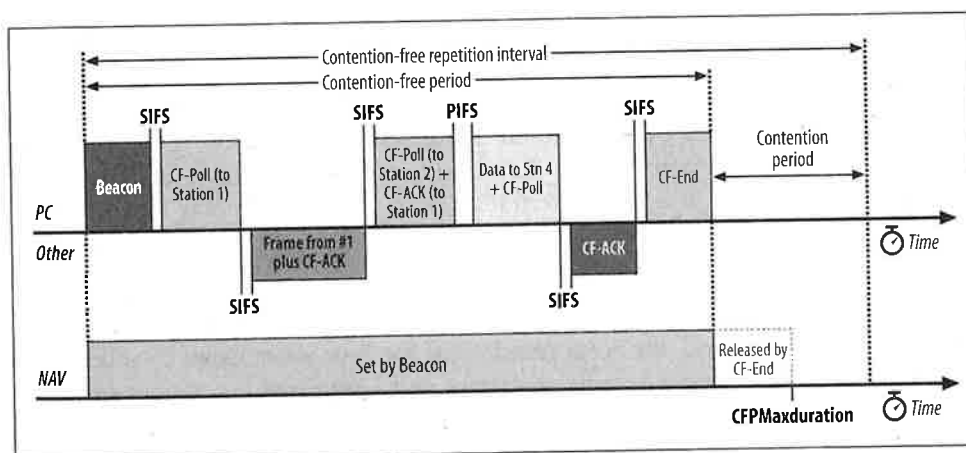 Contention-free repetition interval
Contention-free period
SIFS
SIFS
PIFS
SIFS
Beacon
CF-Poll (to
Station 1)
CF-Poll (to
Station 2) +
CF-ACK (to
Station 1)
Data to Stn 4
+ CF-Poll
CF-End
Contention
period
PC
Other
Frame from #1
plus CF-ACK
CF-ACK
Time
SIFS
SIFS
Set by Beacon
Released by
CF-End
NAV
CFPMaxduration
Time